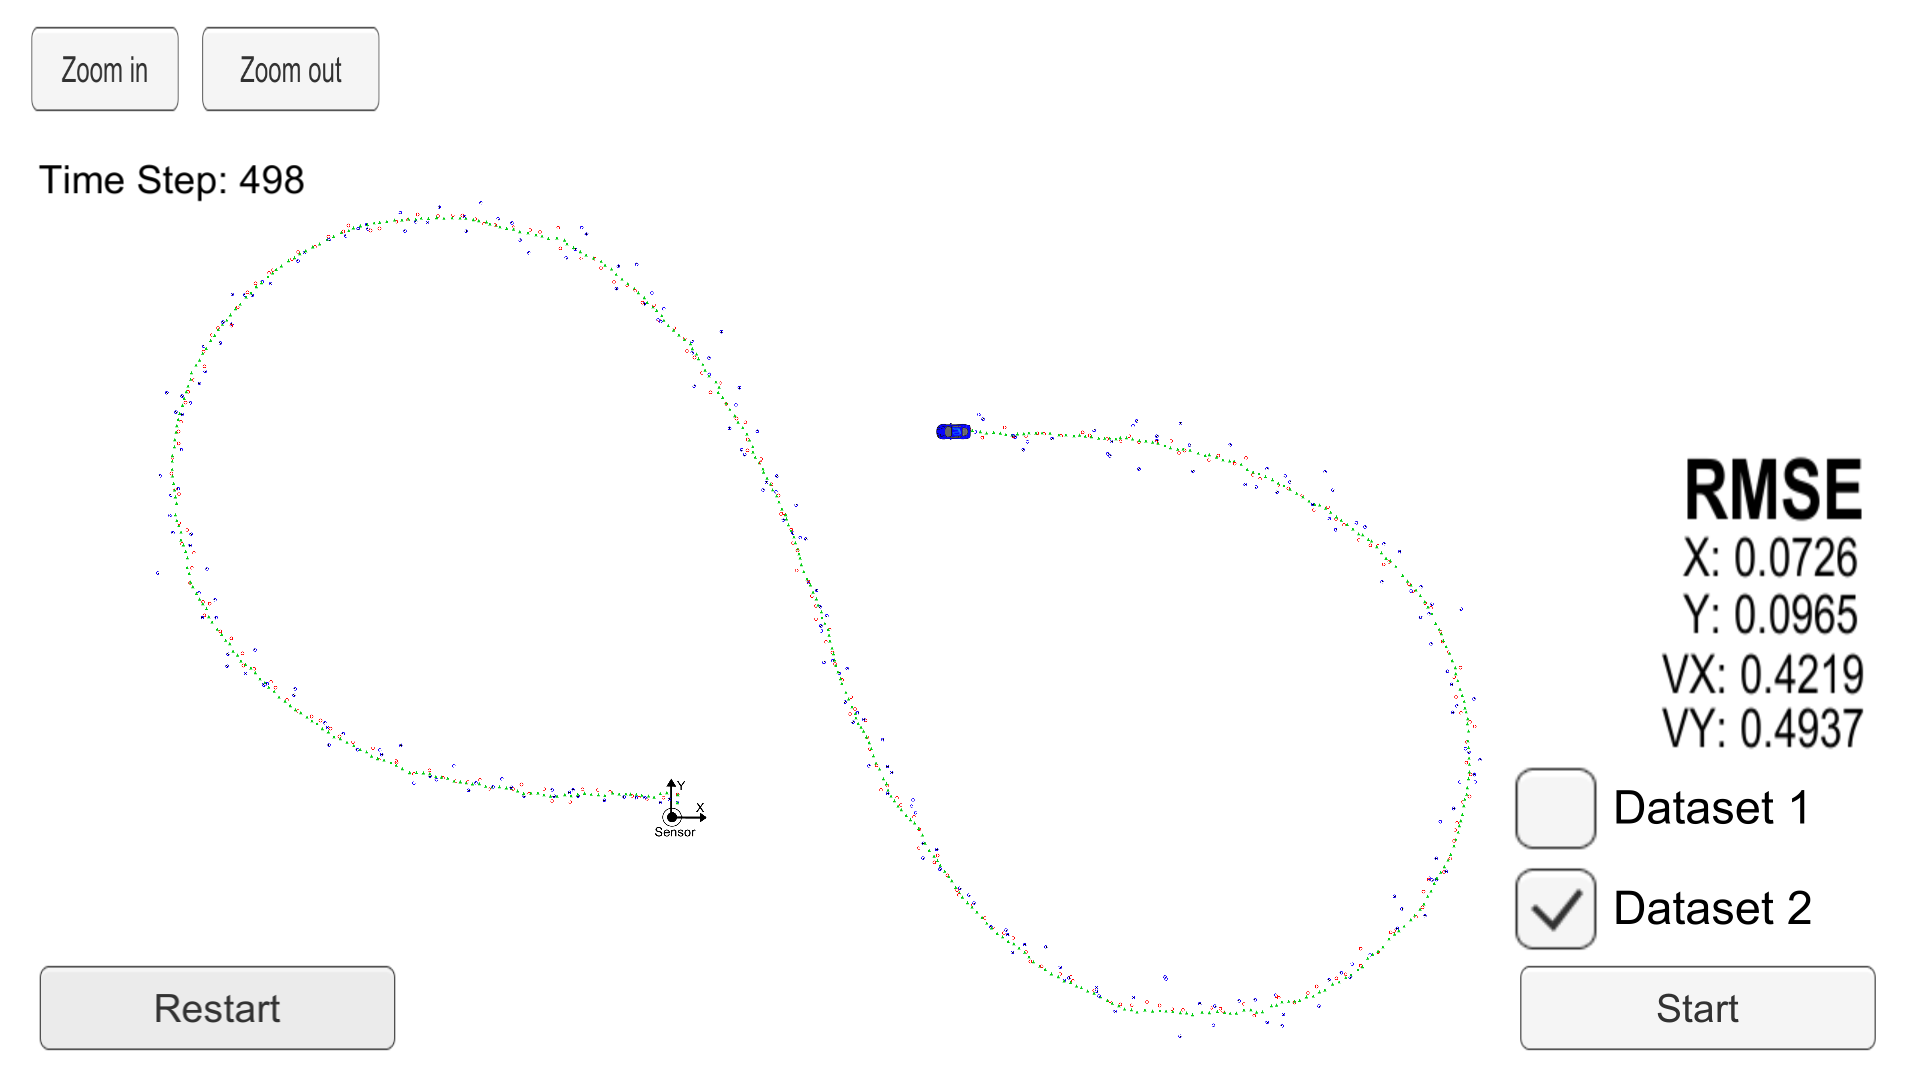 Zoom in
Zoom out
Time Step: 498
Y
X
Sensor
RMSE
X: 0.0726
Y: 0.0965
VX: 0.4219
VY: 0.4937
Dataset 1
Dataset 2
Restart
Start